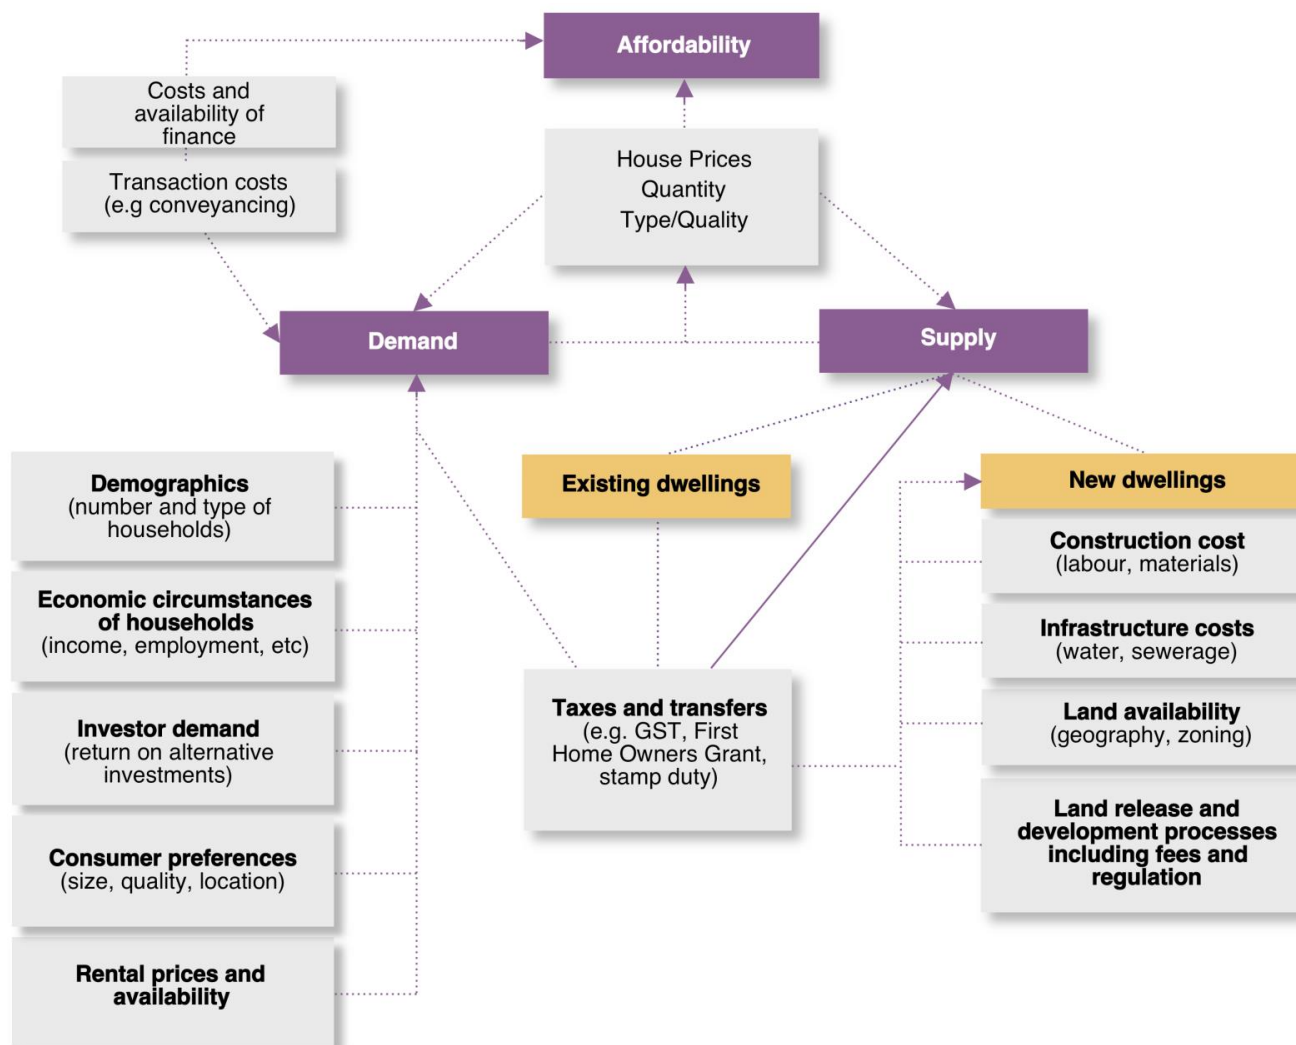 Affordability
Costs and
availability of
finance
Transaction costs
(e.g conveyancing)
House Prices
Quantity
Type/Quality
Demand
Supply
Demographics
(number and type of
households)
Economic circumstances
of households
(income, employment, etc)
Investor demand
(return on alternative
investments)
Consumer preferences
(size, quality, location)
Rental prices and
availability
Existing dwellings
Taxes and transfers
(e.g. GST, First
Home Owners Grant,
stamp duty)
New dwellings
Construction cost
(labour, materials)
Infrastructure costs
(water, sewerage)
Land availability
(geography, zoning)
Land release and
development processes
including fees and
regulation